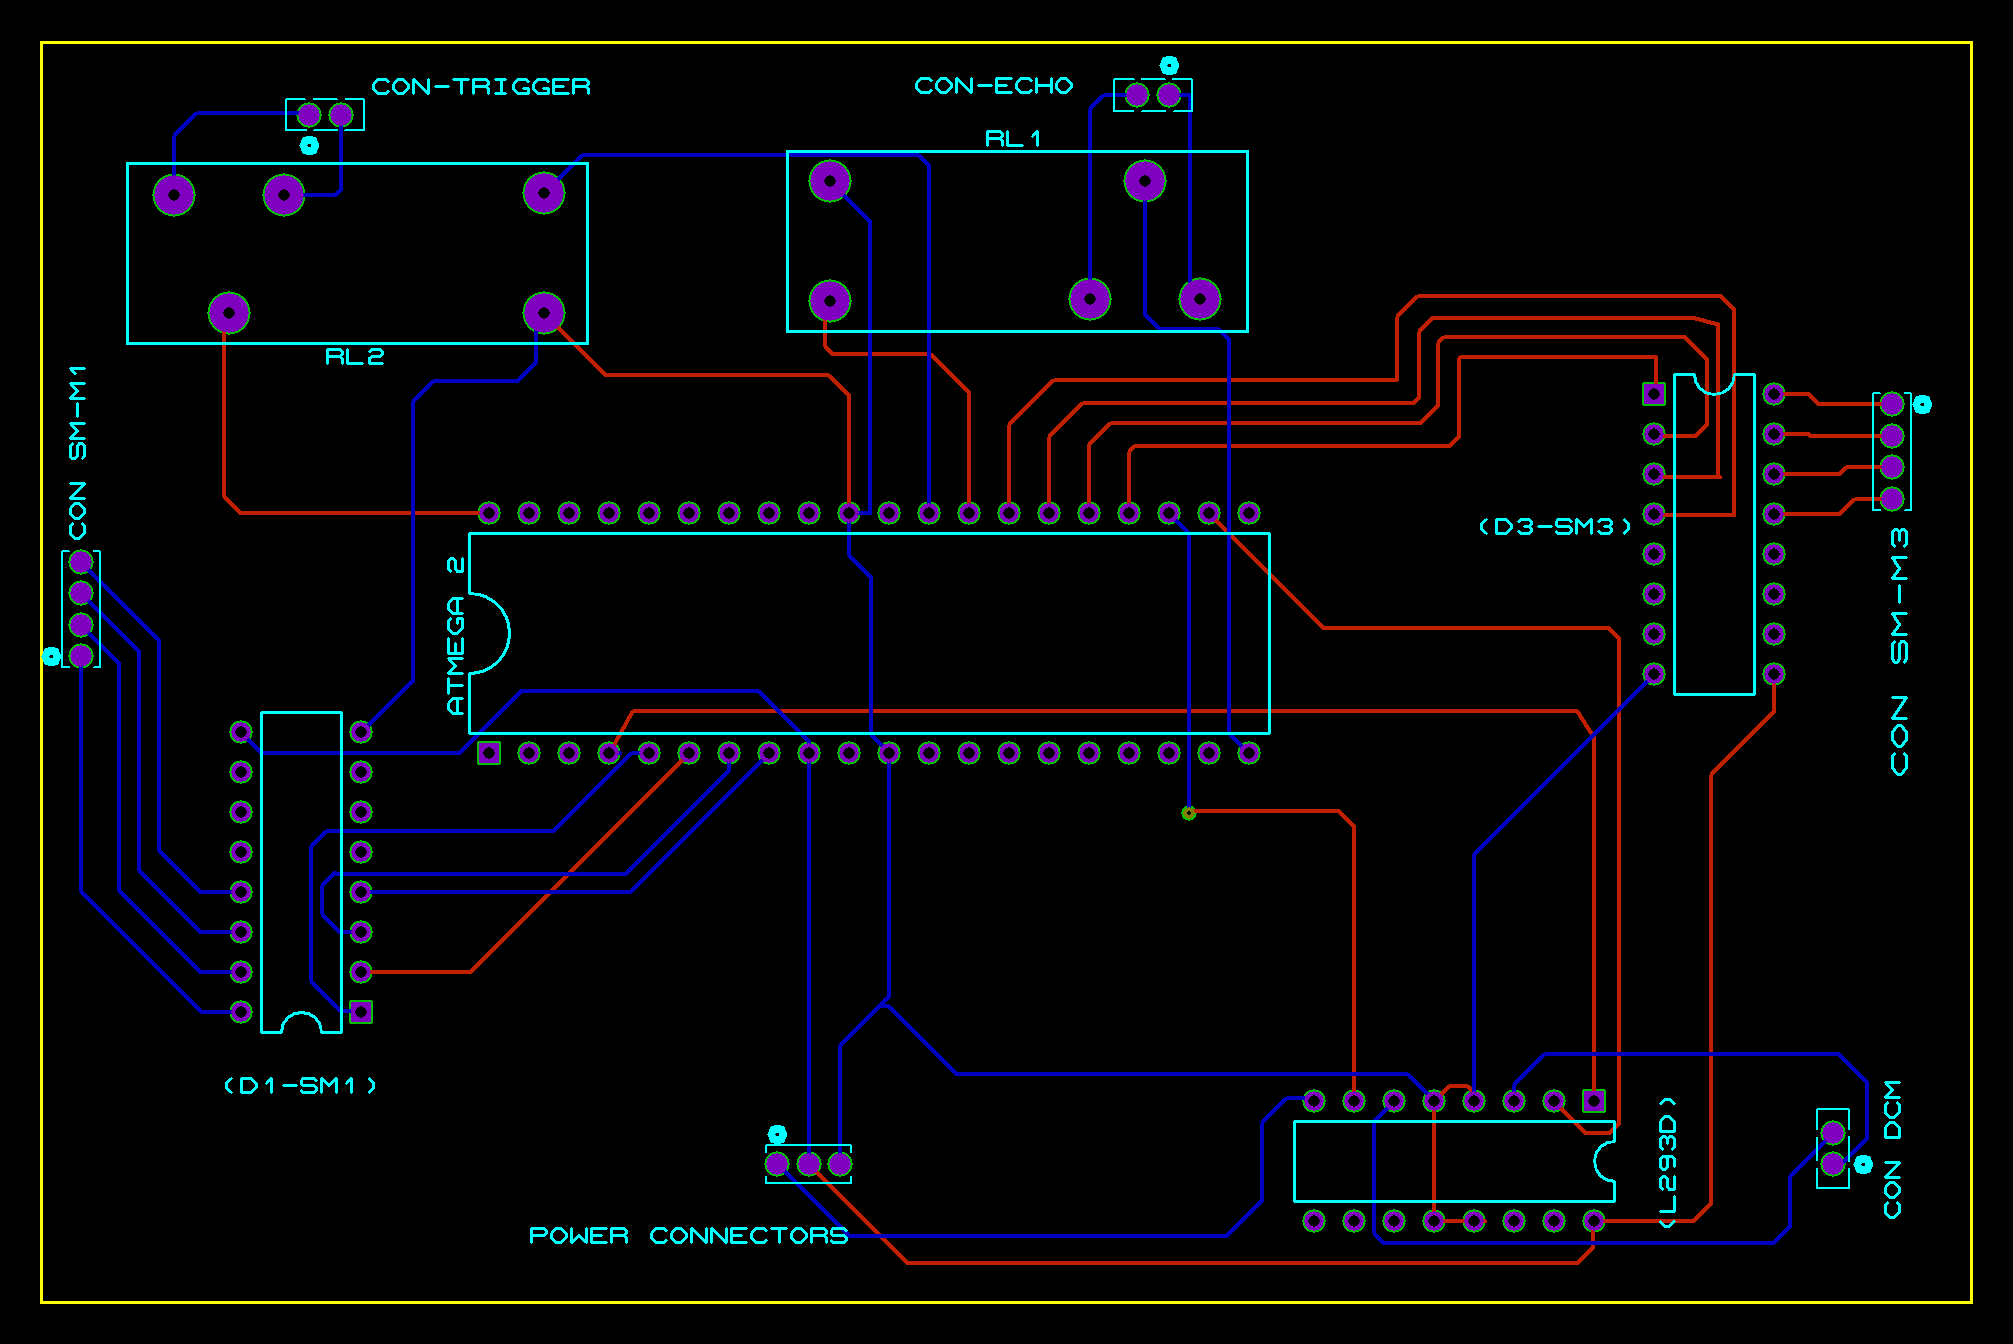 CON-TRIGGER
CON-ECHO
RL1
RL2
CON SM-M1
(D3-SM3)
CON SM-M3
ATMEGA 2
(D1-SM1)
(L293D)
CON DCM
POWER CONNECTORS